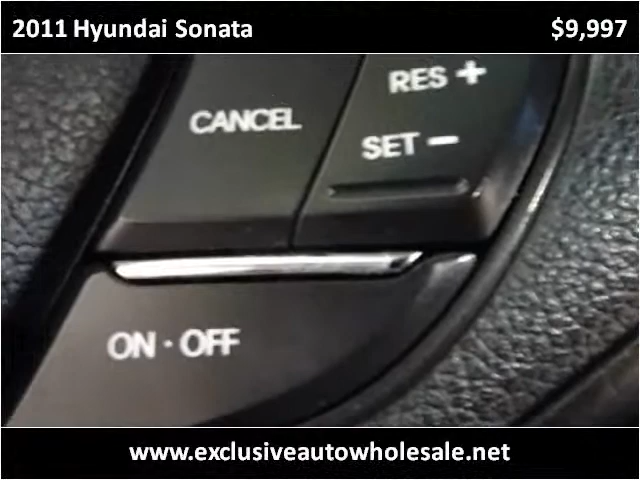 2011 Hyundai Sonata $9,997
RES +
CANCEL
SET −
ON · OFF
www.exclusiveautowholesale.net